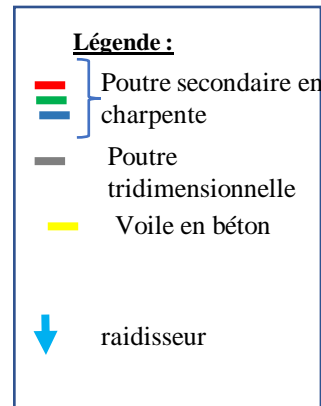 Légende :
Poutre secondaire en
charpente
Poutre
tridimensionnelle
Voile en béton
raidisseur